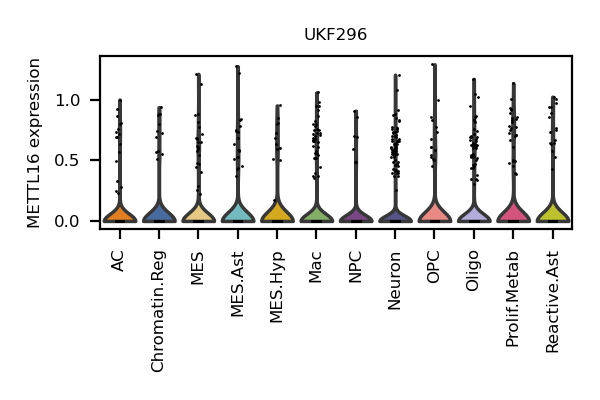 UKF296
METTL16 expression
1.0
0.5
0.0
AC
Chromatin.Reg
MES
MES.Ast
MES.Hyp
Mac
NPC
Neuron
OPC
Oligo
Prolif.Metab
Reactive.Ast